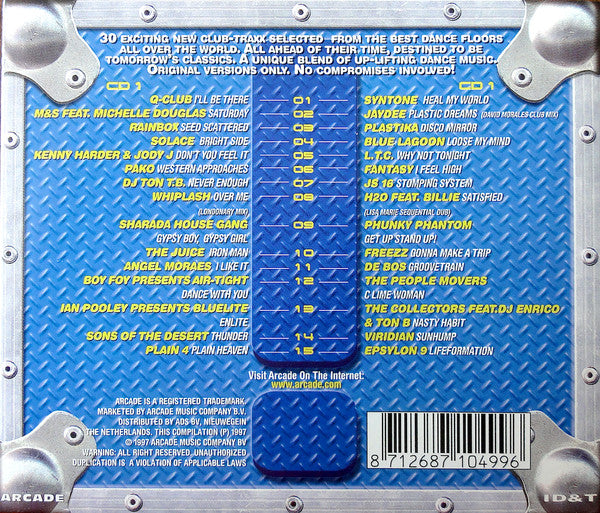 30 EXCITING NEW CLUB-TRAXX SELECTED FROM THE BEST DANCE FLOORS
ALL OVER THE WORLD. ALL AHEAD OF THEIR TIME, DESTINED TO BE
TOMORROW'S CLASSICS. A UNIQUE BLEND OF UP-LIFTING DANCE MUSIC.
ORIGINAL VERSIONS ONLY. NO COMPROMISES INVOLVED!
CD 1
Q-CLUB I'LL BE THERE
M&S FEAT. MICHELLE DOUGLAS SATURDAY
RAINBOX SEED SCATTERED
SOLACE BRIGHT SIDE
KENNY HARDER & JODY J DON'T YOU FEEL IT
PAKO WESTERN APPROACHES
DJ TON T.B. NEVER ENOUGH
WHIPLASH OVER ME
(LONDONARY MIX)
SHARADA HOUSE GANG
GYPSY BOY, GYPSY GIRL
THE JUICE IRON MAN
ANGEL MORAES I LIKE IT
BOY FOY PRESENTS AIR-TIGHT
DANCE WITH YOU
IAN POOLEY PRESENTS BLUELITE
ENLITE
SONS OF THE DESERT THUNDER
PLAIN 4 PLAIN HEAVEN
01
02
03
04
05
06
07
08
09
10
11
12
13
14
15
CD 1
SYNTONE HEAL MY WORLD
JAYDEE PLASTIC DREAMS (DAVID MORALES CLUB MIX)
PLASTIKA DISCO MIRROR
BLUE LAGOON LOOSE MY MIND
L.T.C. WHY NOT TONIGHT
FANTASY I FEEL HIGH
JS 16 STOMPING SYSTEM
H2O FEAT. BILLIE SATISFIED
(LISA MARIE SEQUENTIAL DUB)
PHUNKY PHANTOM
GET UP STAND UP!
FREEZZ GONNA MAKE A TRIP
DE BOS GROOVETRAIN
THE PEOPLE MOVERS
C LIME WOMAN
THE COLLECTORS FEAT.DJ ENRICO
& TON B NASTY HABIT
VIRIDIAN SUNHUMP
EPSYLON 9 LIFEFORMATION
Visit Arcade On The Internet:
www.arcade.com
ARCADE IS A REGISTERED TRADEMARK.
MARKETED BY ARCADE MUSIC COMPANY B.V.
DISTRIBUTED BY ADS BV, NIEUWEGEIN
THE NETHERLANDS. THIS COMPILATION (P) 1997
© 1997 ARCADE MUSIC COMPANY BV
WARNING: ALL RIGHT RESERVED. UNAUTHORIZED
DUPLICATION IS A VIOLATION OF APPLICABLE LAWS
8 712687 104996
ARCADE
ID&T